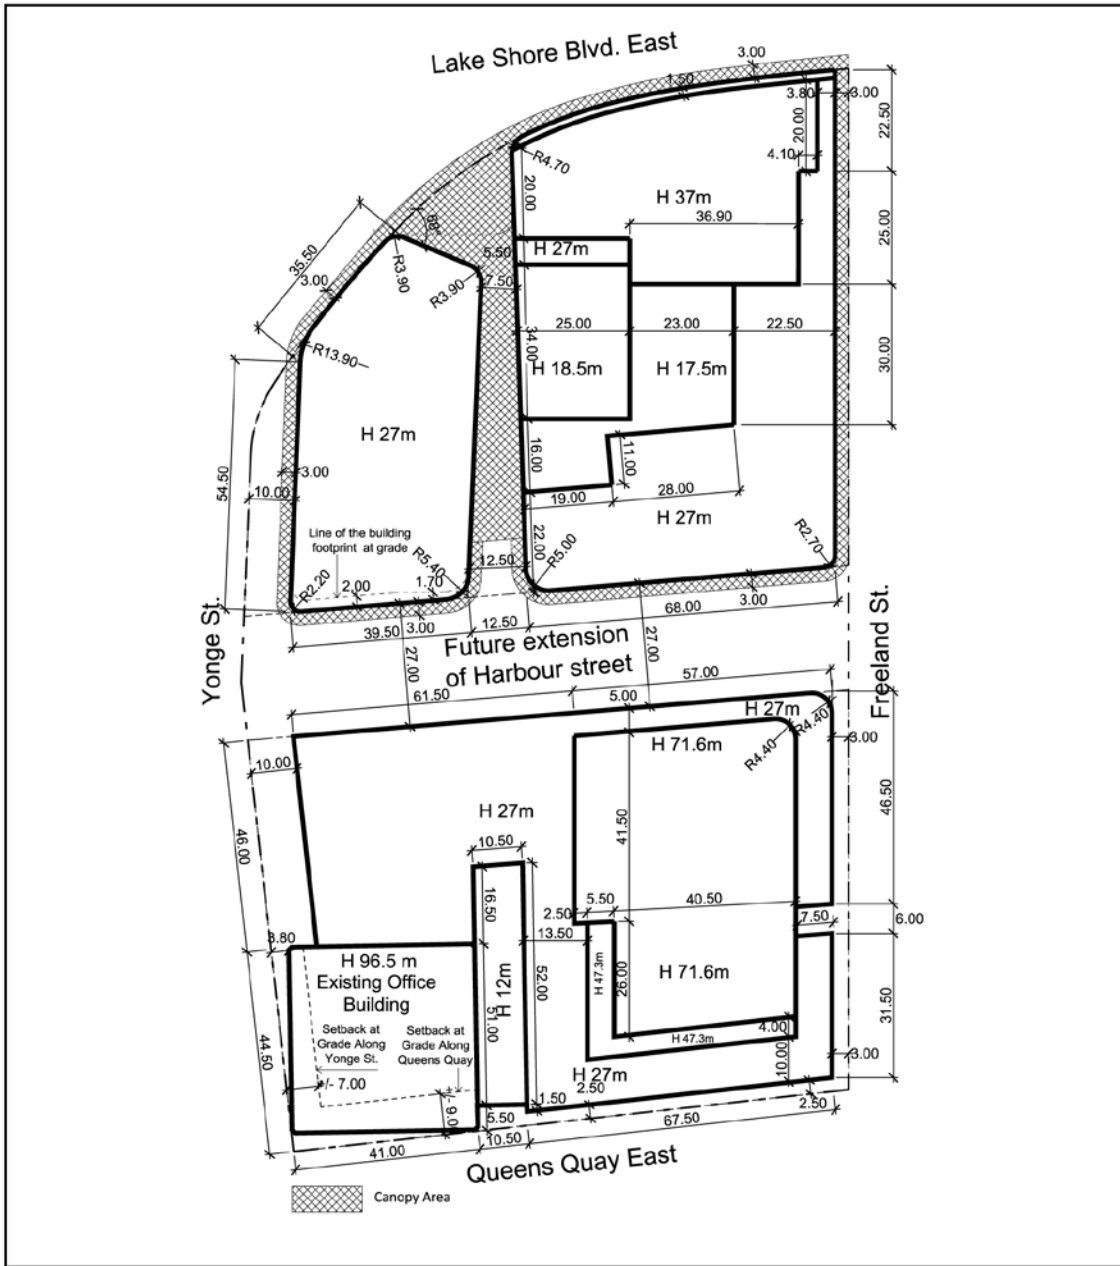 Lake Shore Blvd. East
3.00
1.50
3.80
3.00
20.00
22.50
4.10
R4.70
20.00
H 37m
36.90
25.00
68°
35.50
3.00
R3.90
R3.90
5.50
H 27m
7.50
R13.90
25.00
23.00
22.50
30.00
34.00
H 18.5m
H 17.5m
H 27m
54.50
3.00
10.00
16.00
11.00
19.00
28.00
H 27m
Line of the building
footprint at grade
R5.40
12.50
22.00
R5.00
R2.70
R2.20
2.00
1.70
3.00
39.50
3.00
12.50
68.00
3.00
Yonge St.
Freeland St.
Future extension
of Harbour street
27.00
27.00
61.50
5.00
57.00
H 27m
R4.40
H 71.6m
R4.40
3.00
10.00
46.00
46.50
H 27m
41.50
10.50
16.50
2.50
5.50
40.50
7.50
6.00
3.80
13.50
H 96.5 m
Existing Office
Building
H 12m
52.00
51.00
H 47.3m
26.00
H 71.6m
31.50
Setback at
Grade Along
Yonge St.
Setback at
Grade Along
Queens Quay
44.50
4.00
H 47.3m
10.00
3.00
+/- 7.00
+/- 9.00
H 27m
2.50
1.50
5.50
2.50
41.00
10.50
67.50
Queens Quay East
Canopy Area